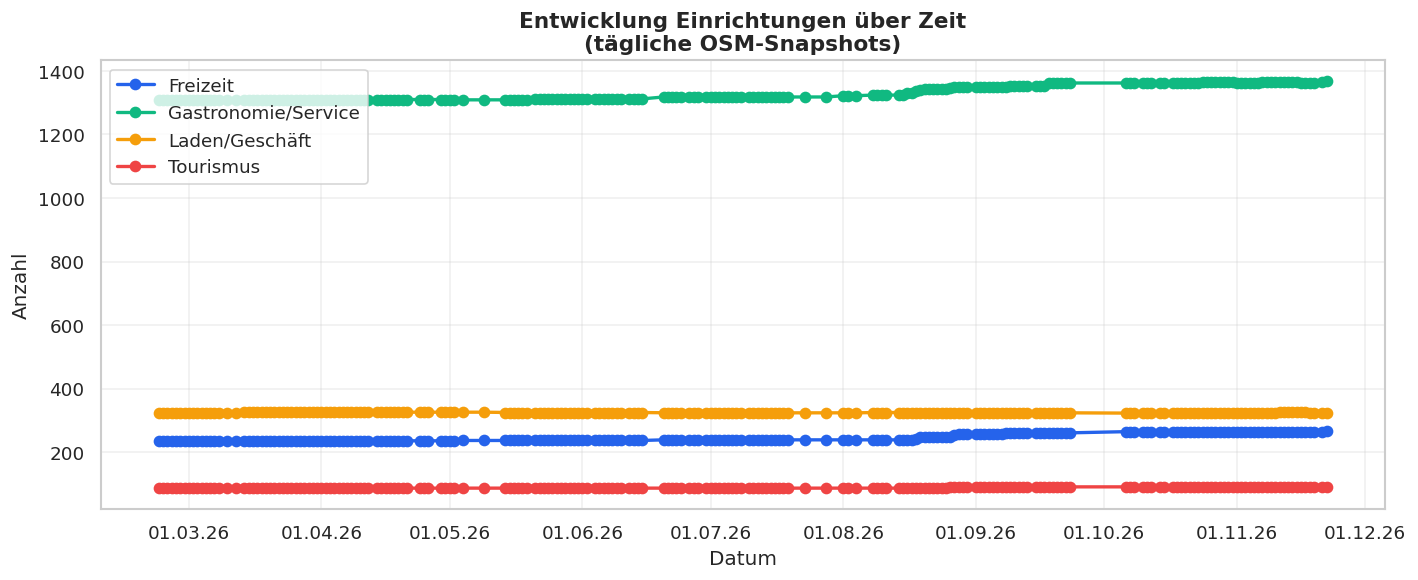 Entwicklung Einrichtungen über Zeit
(tägliche OSM-Snapshots)
Freizeit
Gastronomie/Service
Laden/Geschäft
Tourismus
Anzahl
1400
1200
1000
800
600
400
200
01.03.26
01.04.26
01.05.26
01.06.26
01.07.26
01.08.26
01.09.26
01.10.26
01.11.26
01.12.26
Datum